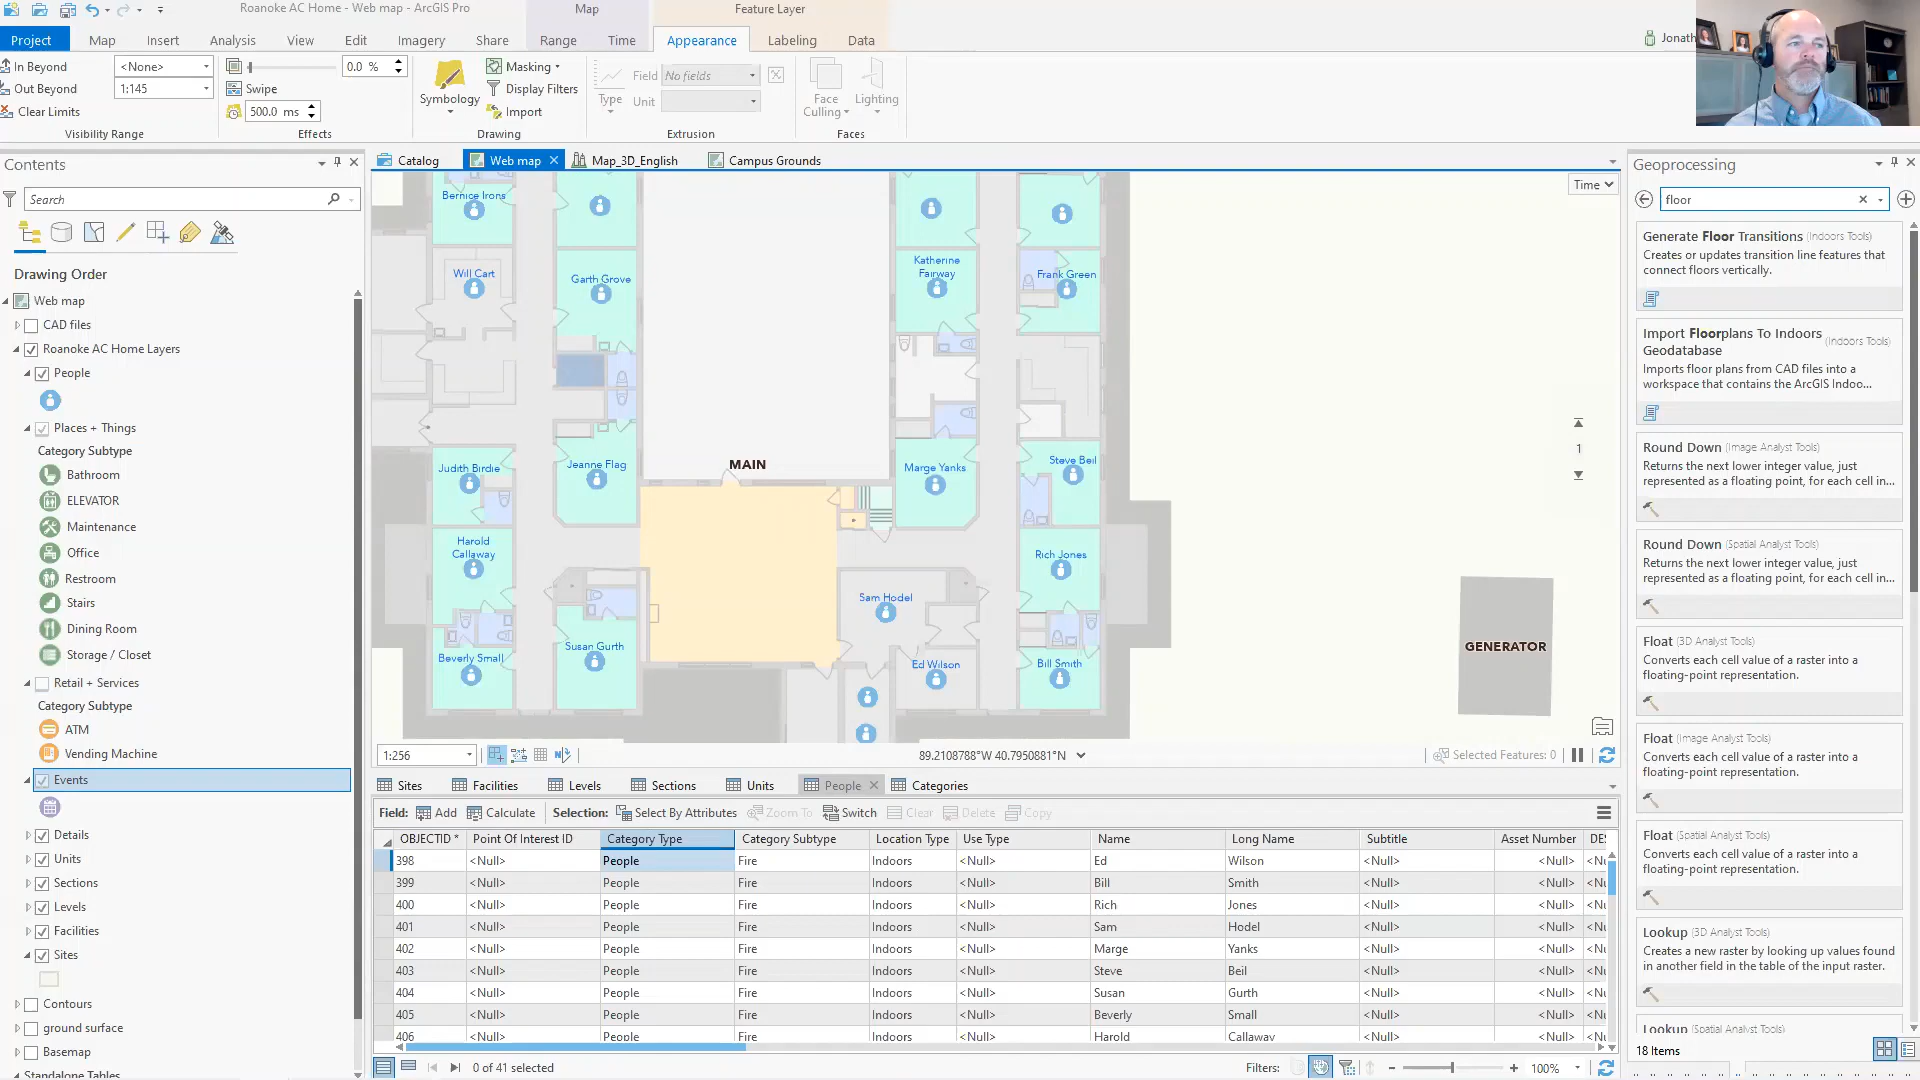 Roanoke AC Home - Web map - ArcGIS Pro
Map
Feature Layer
Project
Map
Insert
Analysis
View
Edit
Imagery
Share
Range
Time
Appearance
Labeling
Data
Jonath
In Beyond
<None>
Out Beyond
1:145
Clear Limits
Visibility Range
0.0 %
Swipe
500.0 ms
Effects
Symbology
Masking
Display Filters
Import
Drawing
Type
Field
No fields
Unit
Extrusion
Face Culling
Lighting
Faces
Contents
Search
Drawing Order
Web map
CAD files
Roanoke AC Home Layers
People
Places + Things
Category Subtype
Bathroom
ELEVATOR
Maintenance
Office
Restroom
Stairs
Dining Room
Storage / Closet
Retail + Services
Category Subtype
ATM
Vending Machine
Events
Details
Units
Sections
Levels
Facilities
Sites
Contours
ground surface
Basemap
Standalone Tables
Catalog
Web map
Map_3D_English
Campus Grounds
Time
Bernice Irons
Will Cart
Garth Grove
Katherine
Fairway
Frank Green
MAIN
Judith Birdie
Jeanne Flag
Marge Yanks
Steve Beil
Harold
Callaway
Rich Jones
Sam Hodel
Susan Gurth
Beverly Small
Ed Wilson
Bill Smith
GENERATOR
1
1:256
89.2108788°W 40.7950881°N
Selected Features: 0
Sites
Facilities
Levels
Sections
Units
People
Categories
Field:
Add
Calculate
Selection:
Select By Attributes
Zoom To
Switch
Clear
Delete
Copy
OBJECTID * Point Of Interest ID Category Type Category Subtype Location Type Use Type Name Long Name Subtitle Asset Number DES
398 <Null> People Fire Indoors <Null> Ed Wilson <Null> <Null> <Nu
399 <Null> People Fire Indoors <Null> Bill Smith <Null> <Null> <Nu
400 <Null> People Fire Indoors <Null> Rich Jones <Null> <Null> <Nu
401 <Null> People Fire Indoors <Null> Sam Hodel <Null> <Null> <Nu
402 <Null> People Fire Indoors <Null> Marge Yanks <Null> <Null> <Nu
403 <Null> People Fire Indoors <Null> Steve Beil <Null> <Null> <Nu
404 <Null> People Fire Indoors <Null> Susan Gurth <Null> <Null> <Nu
405 <Null> People Fire Indoors <Null> Beverly Small <Null> <Null> <Nu
406 <Null> People Fire Indoors <Null> Harold Callaway <Null> <Null> <Nu
0 of 41 selected
Filters:
100%
Geoprocessing
floor
Generate Floor Transitions (Indoors Tools)
Creates or updates transition line features that
connect floors vertically.
Import Floorplans To Indoors
Geodatabase
(Indoors Tools)
Imports floor plans from CAD files into a
workspace that contains the ArcGIS Indoo...
Round Down (Image Analyst Tools)
Returns the next lower integer value, just
represented as a floating point, for each cell in...
Round Down (Spatial Analyst Tools)
Returns the next lower integer value, just
represented as a floating point, for each cell in...
Float (3D Analyst Tools)
Converts each cell value of a raster into a
floating-point representation.
Float (Image Analyst Tools)
Converts each cell value of a raster into a
floating-point representation.
Float (Spatial Analyst Tools)
Converts each cell value of a raster into a
floating-point representation.
Lookup (3D Analyst Tools)
Creates a new raster by looking up values found
in another field in the table of the input raster.
Lookup (Spatial Analyst Tools)
18 Items